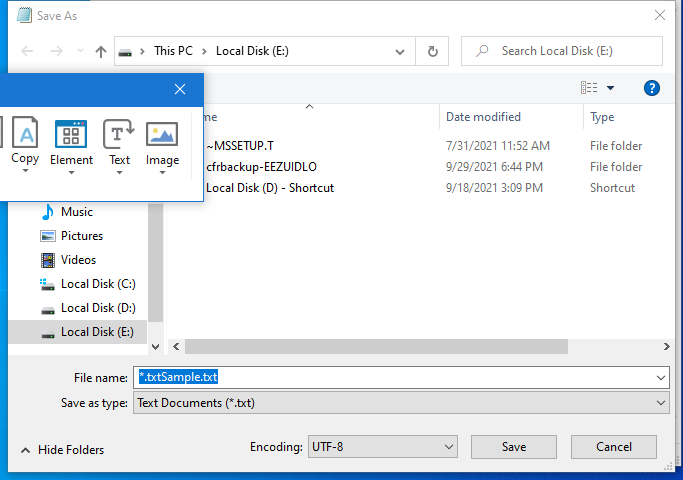 Save As
This PC > Local Disk (E:)
Search Local Disk (E:)
Copy
Element
Text
Image
Date modified
Type
~MSSETUP.T 7/31/2021 11:52 AM File folder
cfrbackup-EEZUIDLO 9/29/2021 6:44 PM File folder
Local Disk (D) - Shortcut 9/18/2021 3:09 PM Shortcut
Music
Pictures
Videos
Local Disk (C:)
Local Disk (D:)
Local Disk (E:)
File name: *.txtSample.txt
Save as type: Text Documents (*.txt)
Hide Folders
Encoding: UTF-8
Save
Cancel